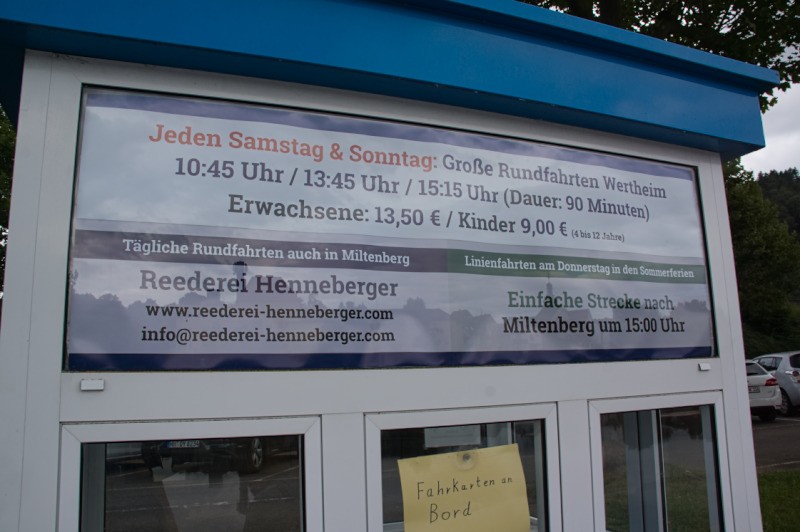 Jeden Samstag & Sonntag: Große Rundfahrten Wertheim
10:45 Uhr / 13:45 Uhr / 15:15 Uhr (Dauer: 90 Minuten)
Erwachsene: 13,50 € / Kinder 9,00 € (4 bis 12 Jahre)
Tägliche Rundfahrten auch in Miltenberg
Reederei Henneberger
www.reederei-henneberger.com
info@reederei-henneberger.com
Linienfahrten am Donnerstag in den Sommerferien
Einfache Strecke nach
Miltenberg um 15:00 Uhr
Fahrkarten an
Bord